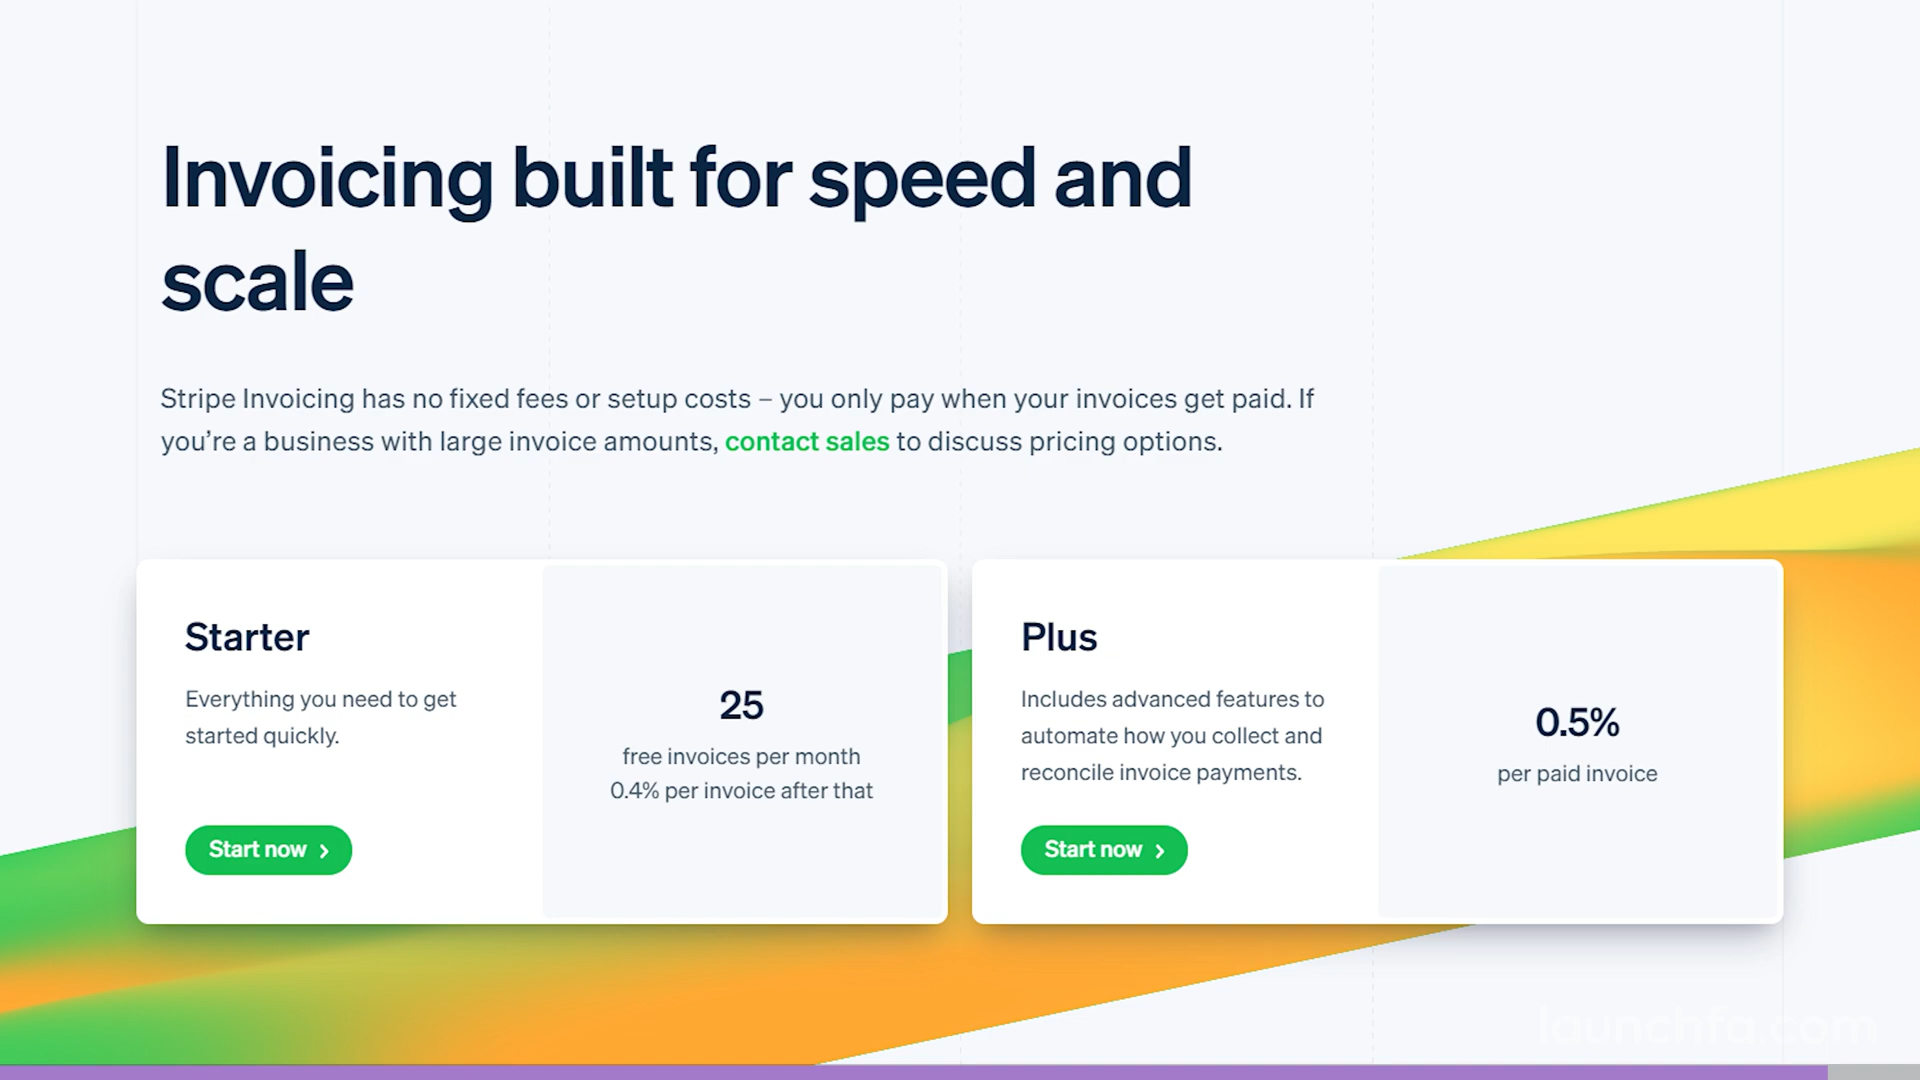 Invoicing built for speed and
scale
Stripe Invoicing has no fixed fees or setup costs – you only pay when your invoices get paid. If
you’re a business with large invoice amounts, contact sales to discuss pricing options.
Starter
Everything you need to get
started quickly.
Start now
25
free invoices per month
0.4% per invoice after that
Plus
Includes advanced features to
automate how you collect and
reconcile invoice payments.
Start now
0.5%
per paid invoice
launchfa.com